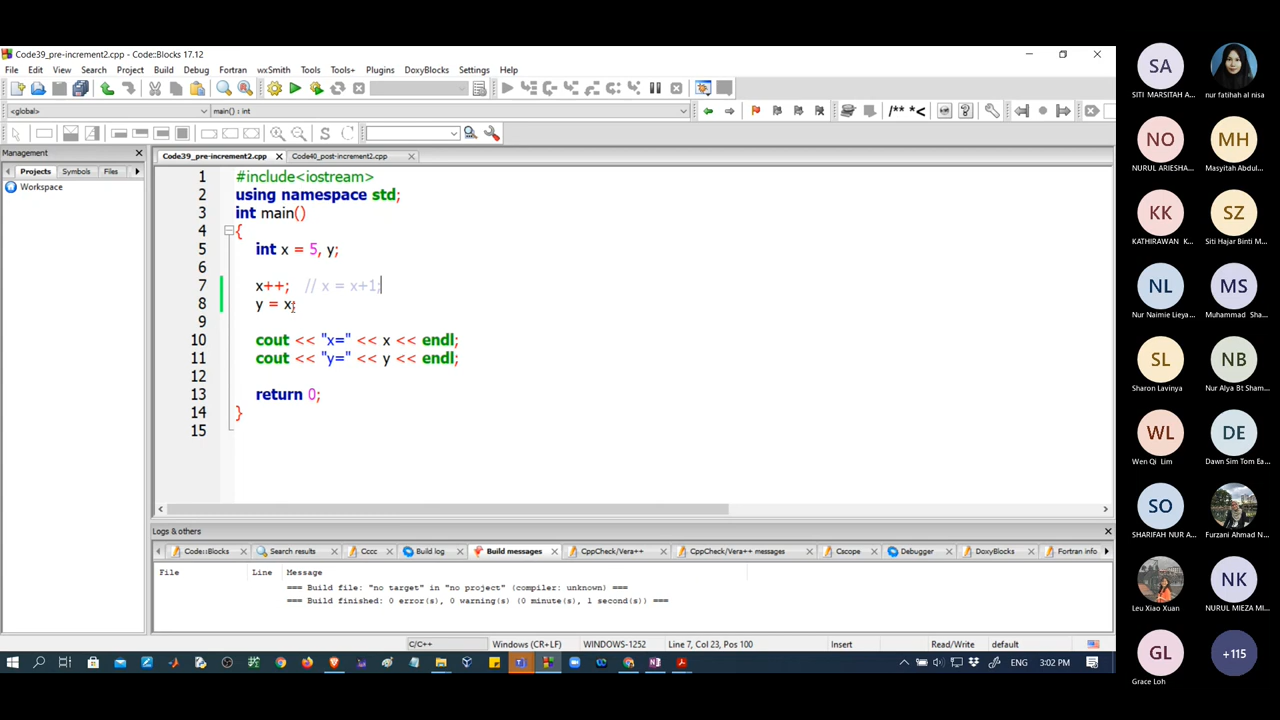 Code39_pre-increment2.cpp - Code::Blocks 17.12
File Edit View Search Project Build Debug Fortran wxSmith Tools Tools+ Plugins DoxyBlocks Settings Help
<global> main() : int
/** *<
S C
Management
Projects Symbols Files
Workspace
Code39_pre-increment2.cpp Code40_post-increment2.cpp
1 #include<iostream>
2 using namespace std;
3 int main()
4 {
5 int x = 5, y;
6
7 x++; // x = x+1;
8 y = x;
9
10 cout << "x=" << x << endl;
11 cout << "y=" << y << endl;
12
13 return 0;
14 }
15
Logs & others
Code::Blocks Search results Cccc Build log Build messages CppCheck/Vera++ CppCheck/Vera++ messages Cscope Debugger DoxyBlocks Fortran info
File Line Message
=== Build file: "no target" in "no project" (compiler: unknown) ===
=== Build finished: 0 error(s), 0 warning(s) (0 minute(s), 1 second(s)) ===
C/C++ Windows (CR+LF) WINDOWS-1252 Line 7, Col 23, Pos 100 Insert Read/Write default
ENG 3:02 PM
SA
SITI MARSITAH A...
nur fatihah al nisa
NO
NURUL ARIESHA...
MH
Masyitah Abdul...
KK
KATHIRAWAN K...
SZ
Siti Hajar Binti M...
NL
Nur Naimie Lieya...
MS
Muhammad Sha...
SL
Sharon Lavinya
NB
Nur Alya Bt Sham...
WL
Wen Qi Lim
DE
Dawn Sim Tom Ea...
SO
SHARIFAH NUR A...
Furzani Ahmad N...
Leu Xiao Xuan
NK
NURUL MIEZA MI...
GL
Grace Loh
+115